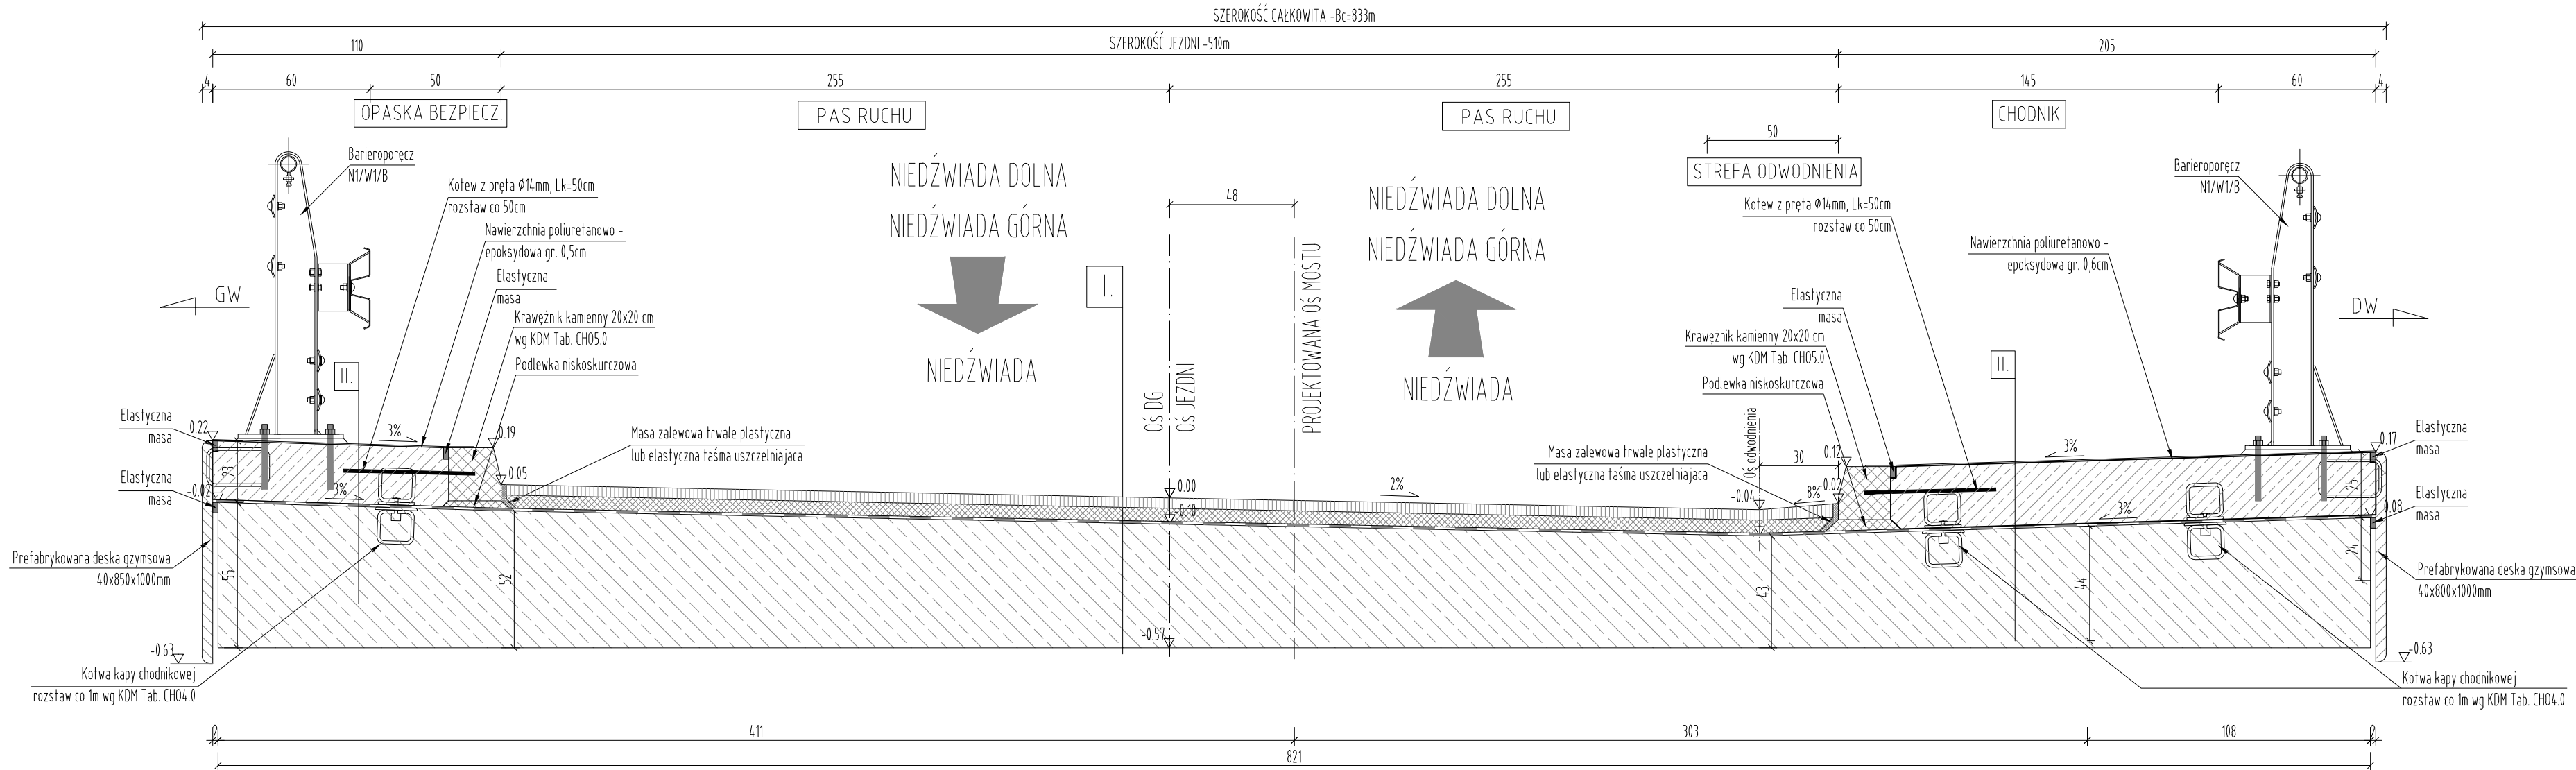 SZEROKOŚĆ CAŁKOWITA -Bc=833m
110
SZEROKOŚĆ JEZDNI -510m
205
4
60
50
255
255
145
60
4
OPASKA BEZPIECZ.
PAS RUCHU
PAS RUCHU
CHODNIK
50
STREFA ODWODNIENIA
Barieroporęcz
N1/W1/B
Kotew z pręta Φ14mm, Lk=50cm
rozstaw co 50cm
Nawierzchnia poliuretanowo -
epoksydowa gr. 0,5cm
Elastyczna
masa
Krawężnik kamienny 20x20 cm
wg KDM Tab. CHO5.0
Podlewka niskoskurczowa
GW
II.
NIEDŹWIADA DOLNA
NIEDŹWIADA GÓRNA
NIEDŹWIADA
I.
48
OŚ DG
OŚ JEZDNI
PROJEKTOWANA OŚ MOSTU
NIEDŹWIADA DOLNA
NIEDŹWIADA GÓRNA
NIEDŹWIADA
Kotew z pręta Φ14mm, Lk=50cm
rozstaw co 50cm
Nawierzchnia poliuretanowo -
epoksydowa gr. 0,6cm
Elastyczna
masa
Krawężnik kamienny 20x20 cm
wg KDM Tab. CHO5.0
Podlewka niskoskurczowa
Barieroporęcz
N1/W1/B
DW
II.
Elastyczna
masa
0.22
3%
0.19
Masa zalewowa trwale plastyczna
lub elastyczna taśma uszczelniajaca
0.05
23
Elastyczna
masa
-0.02
3%
0.00
-0.10
2%
Masa zalewowa trwale plastyczna
lub elastyczna taśma uszczelniajaca
Oś odwodnienia
30
0.12
-0.04
8%
-0.02
3%
0.17
Elastyczna
masa
25
3%
-0.08
Elastyczna
masa
Prefabrykowana deska gzymsowa
40x850x1000mm
55
52
43
44
24
Prefabrykowana deska gzymsowa
40x800x1000mm
-0.57
-0.63
-0.63
Kotwa kapy chodnikowej
rozstaw co 1m wg KDM Tab. CHO4.0
Kotwa kapy chodnikowej
rozstaw co 1m wg KDM Tab. CHO4.0
411
303
108
821